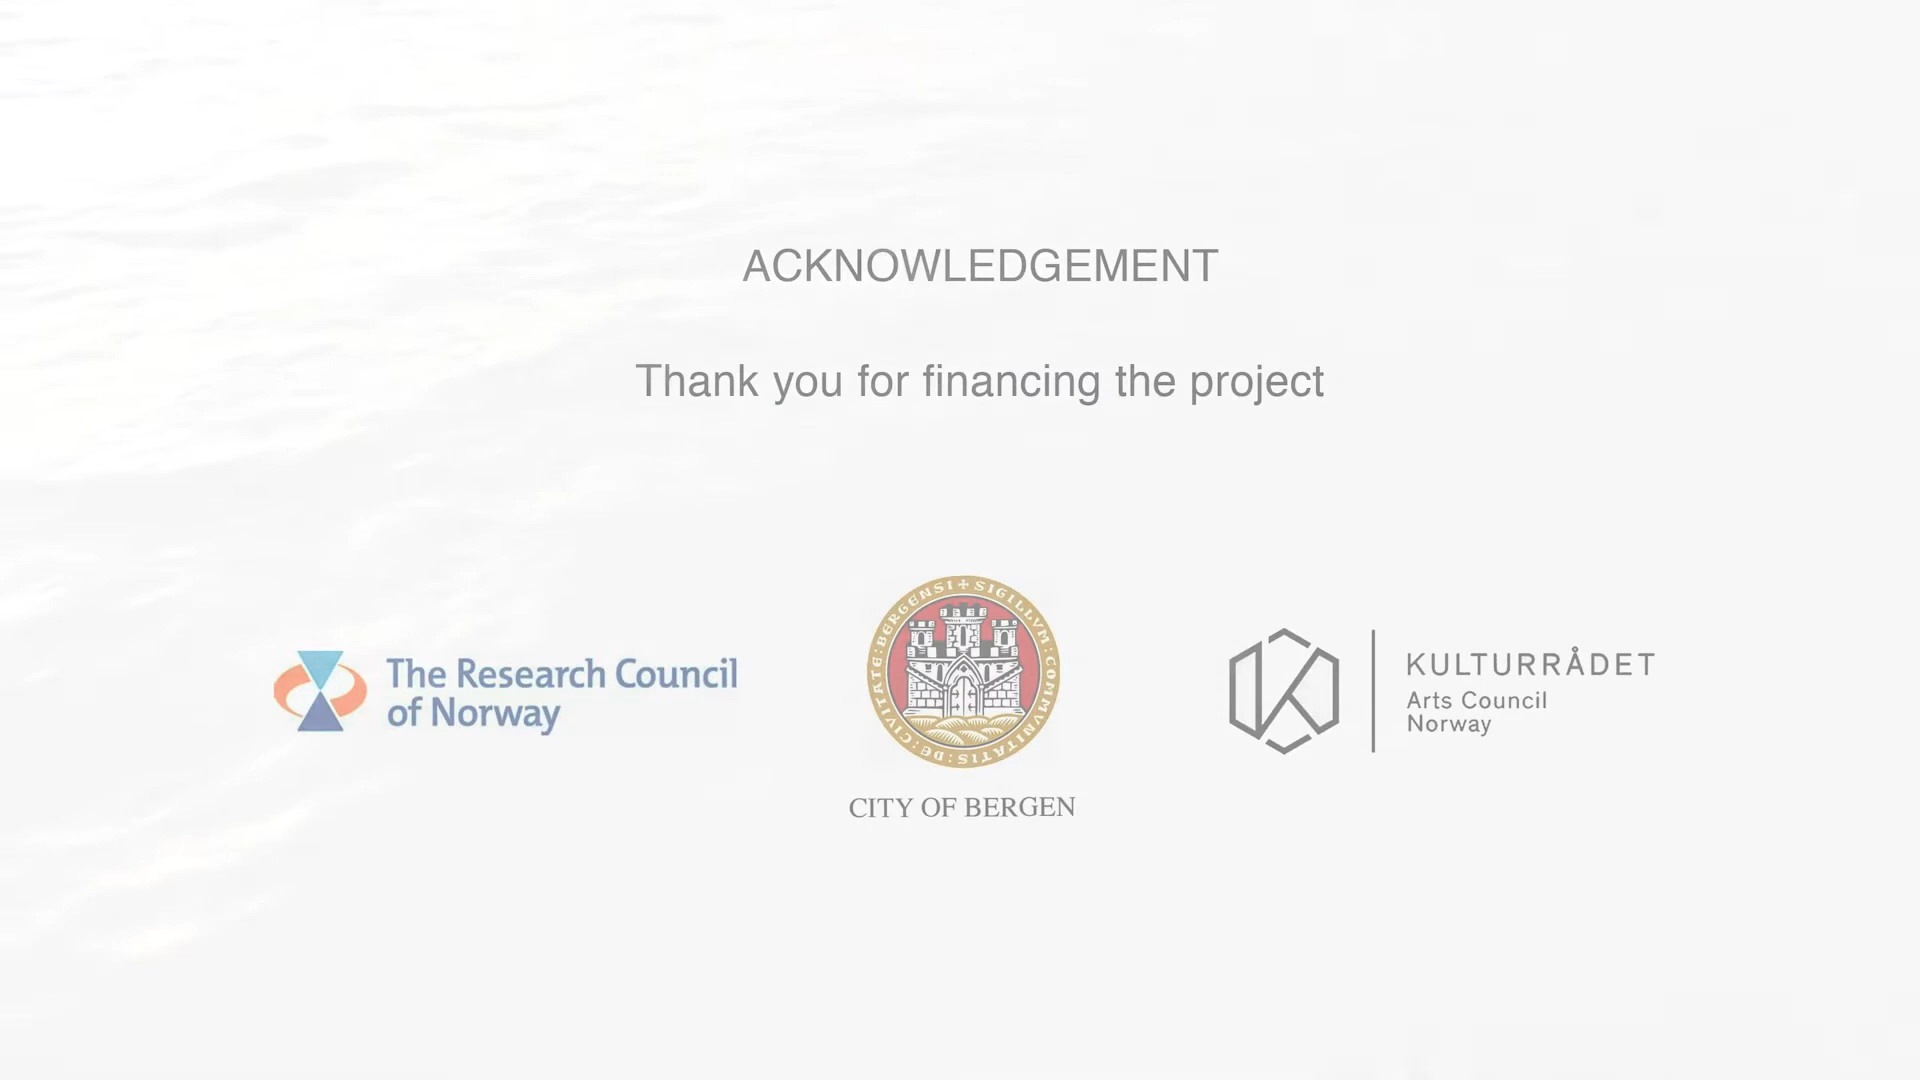 ACKNOWLEDGEMENT
Thank you for financing the project
The Research Council
of Norway
SIGILLVM:COMMVNITATIS:DE:CIVITATE:BERGENSI
CITY OF BERGEN
KULTURRÅDET
Arts Council
Norway